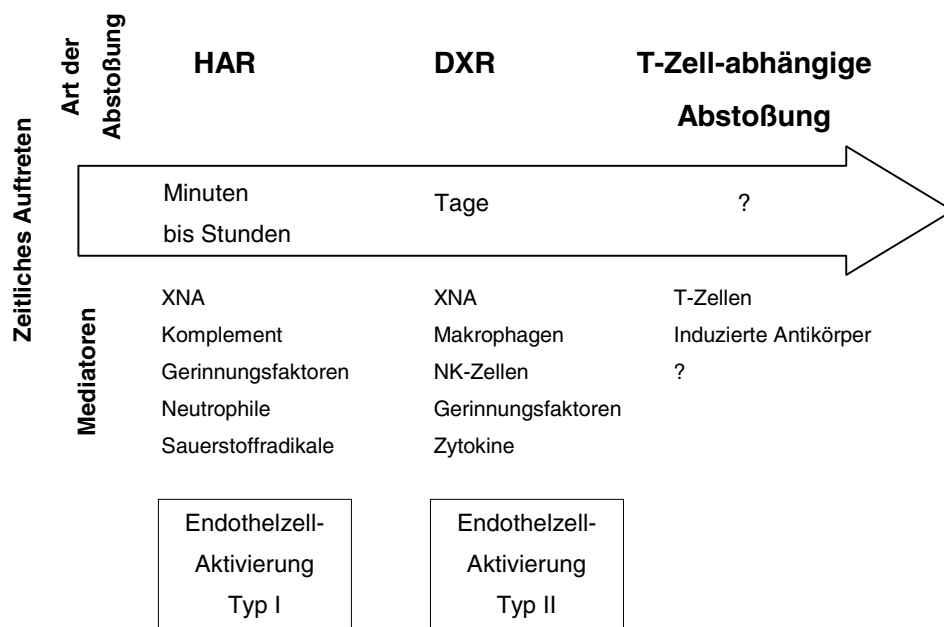 Art der
Abstoßung
HAR
DXR
T-Zell-abhängige
Abstoßung
Zeitliches Auftreten
Minuten
bis Stunden
Tage
?
Mediatoren
XNA
Komplement
Gerinnungsfaktoren
Neutrophile
Sauerstoffradikale
XNA
Makrophagen
NK-Zellen
Gerinnungsfaktoren
Zytokine
T-Zellen
Induzierte Antikörper
?
Endothelzell-
Aktivierung
Typ I
Endothelzell-
Aktivierung
Typ II